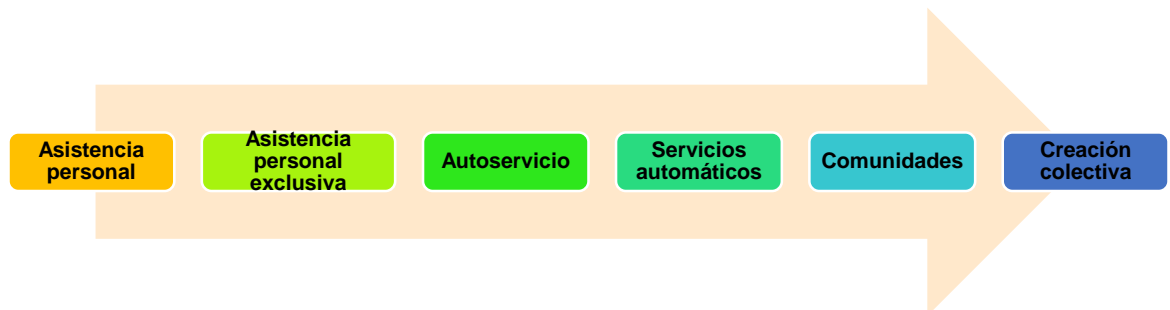 Asistencia
personal
Asistencia
personal
exclusiva
Autoservicio
Servicios
automáticos
Comunidades
Creación
colectiva